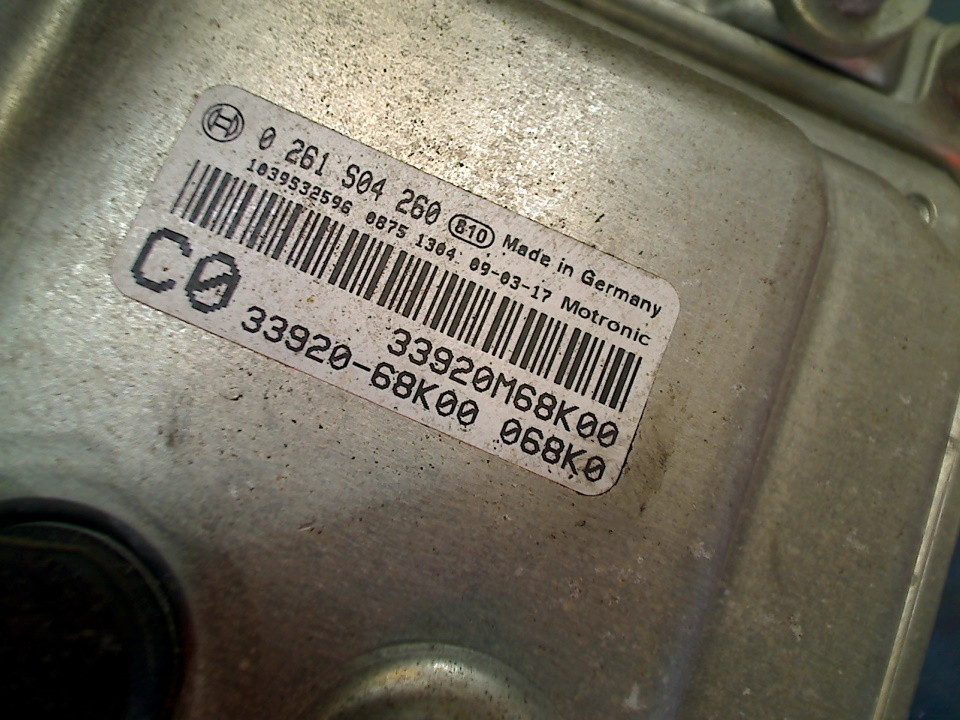 0 261 S04 260 810 Made in Germany
1039532596 0875 1304 09-03-17 Motronic
C0 33920M68K00
33920-68K00 068K0